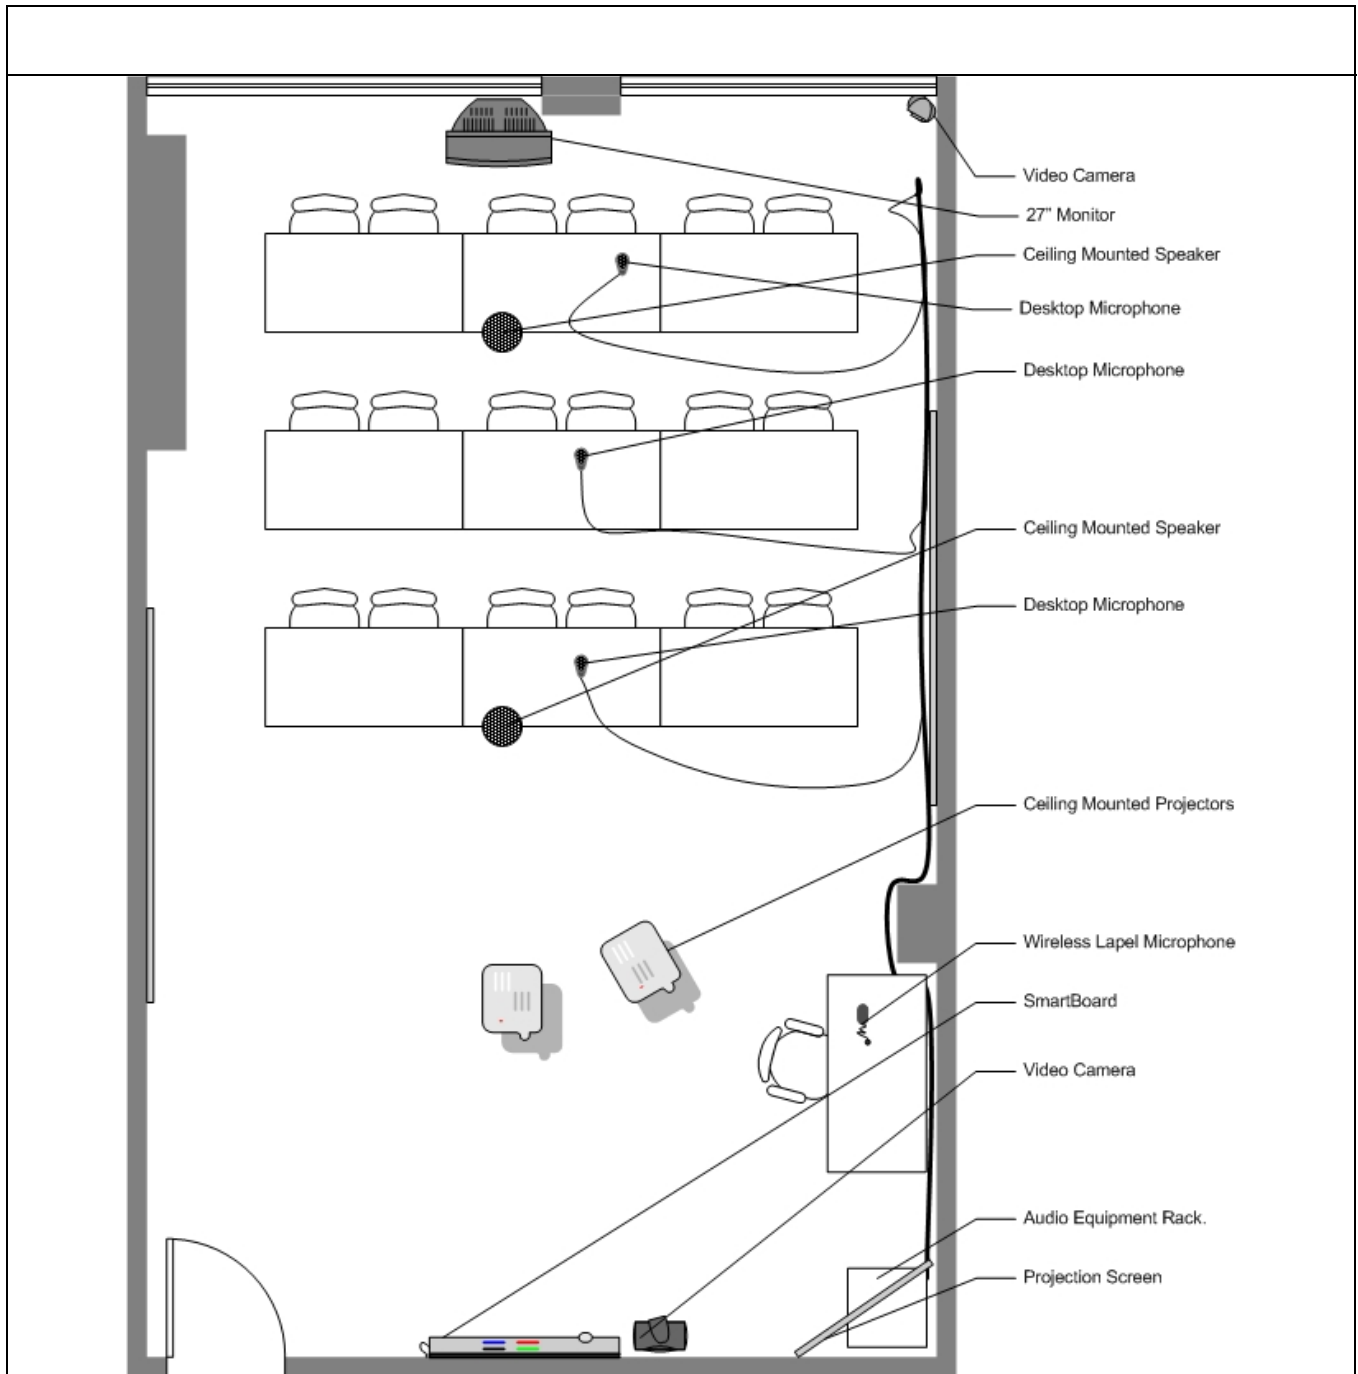 Video Camera
27" Monitor
Ceiling Mounted Speaker
Desktop Microphone
Desktop Microphone
Ceiling Mounted Speaker
Desktop Microphone
Ceiling Mounted Projectors
Wireless Lapel Microphone
SmartBoard
Video Camera
Audio Equipment Rack.
Projection Screen